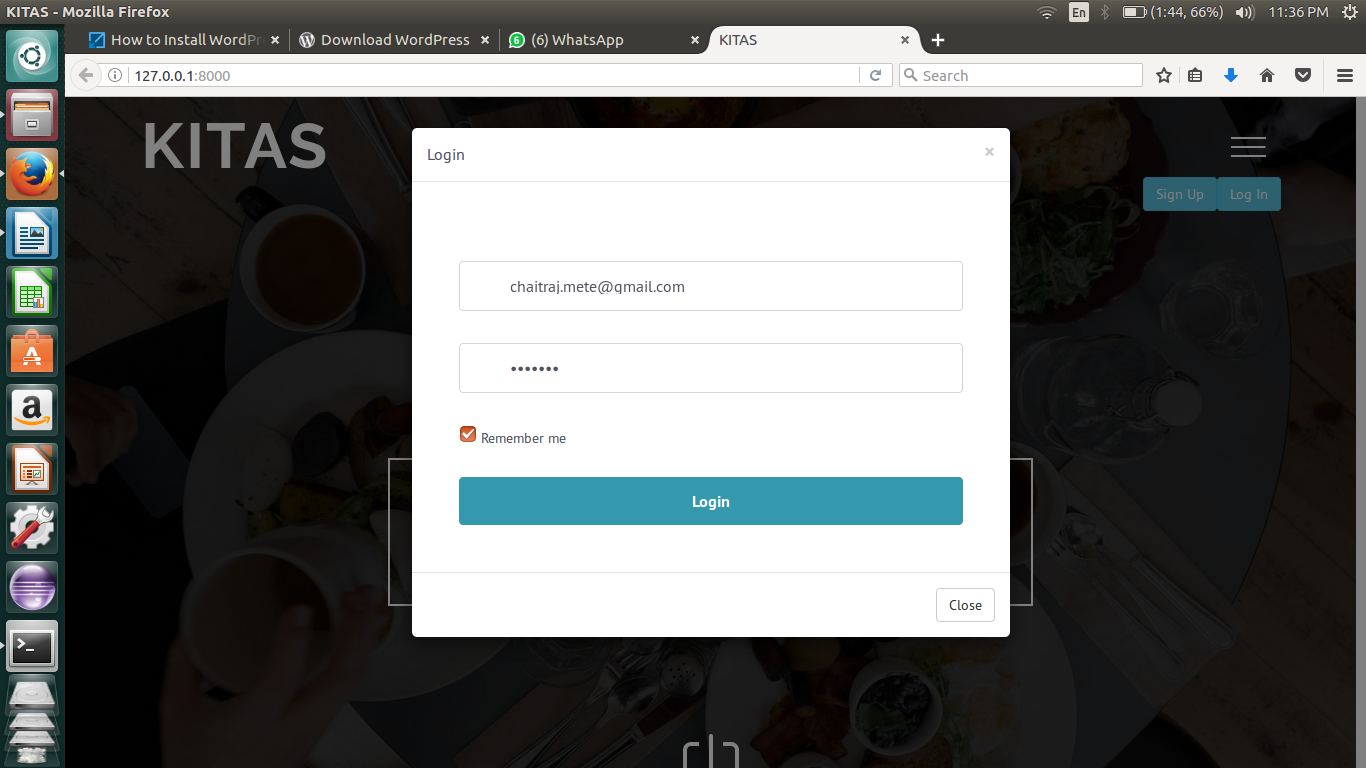 KITAS - Mozilla Firefox
En
(1:44, 66%)
11:36 PM
How to Install WordPr
Download WordPress
6
(6) WhatsApp
KITAS
127.0.0.1:8000
Search
KITAS
Sign Up
Log In
Login
×
chaitraj.mete@gmail.com
•••••••
Remember me
Login
Close